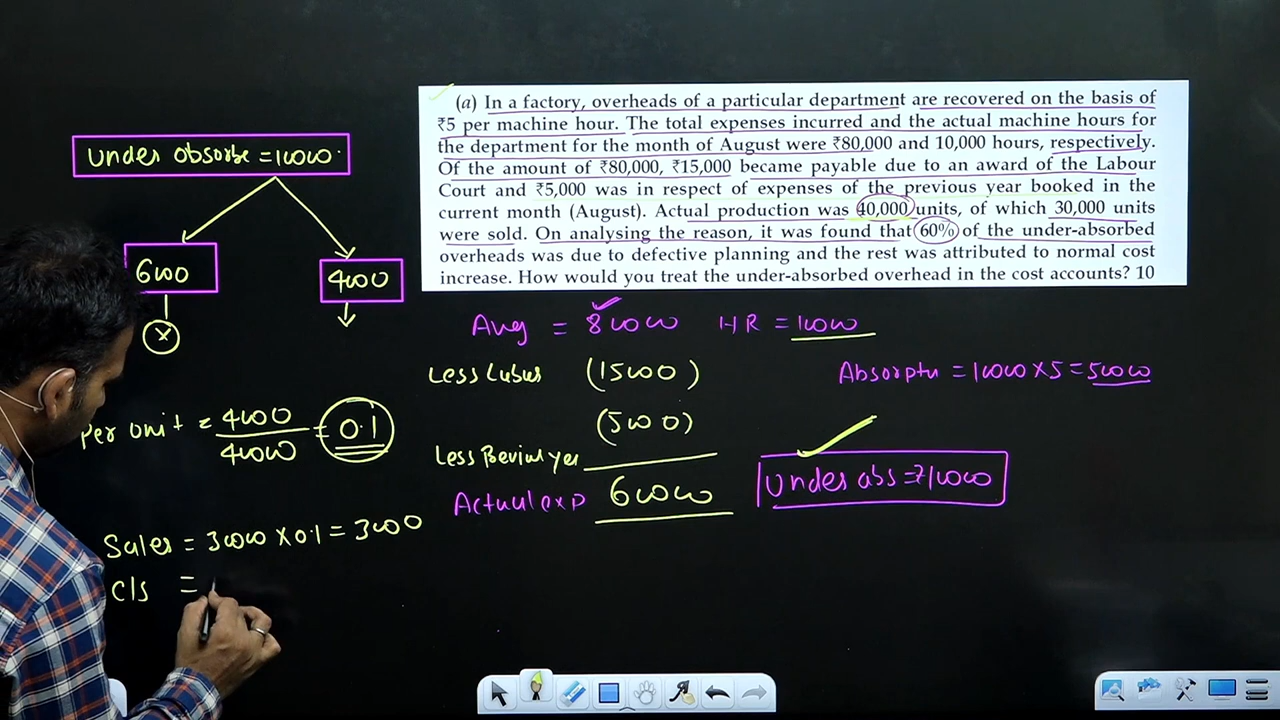 (a) In a factory, overheads of a particular department are recovered on the basis of
₹5 per machine hour. The total expenses incurred and the actual machine hours for
the department for the month of August were ₹80,000 and 10,000 hours, respectively.
Of the amount of ₹80,000, ₹15,000 became payable due to an award of the Labour
Court and ₹5,000 was in respect of expenses of the previous year booked in the
current month (August). Actual production was 40,000 units, of which 30,000 units
were sold. On analysing the reason, it was found that 60% of the under-absorbed
overheads was due to defective planning and the rest was attributed to normal cost
increase. How would you treat the under-absorbed overhead in the cost accounts? 10
under absorbe = 10000
6000
4000
x
Aug = 80000 HR = 10000
Less (15000)
Absorptn = 10000 × 5 = 50000
(5000)
Less
Actual exp 60000
under abs = 10000
Per unit = 4000 / 40000 = 0.1
Sales = 30000 × 0.1 = 3000
c/s =